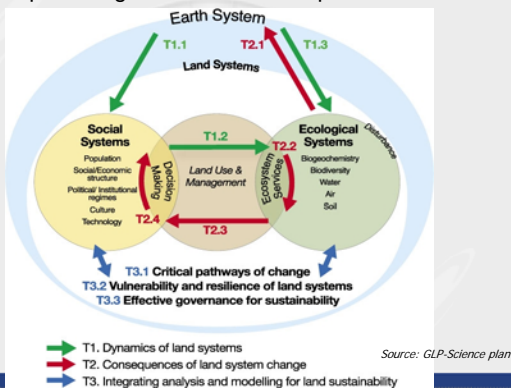 Earth System
T1.1
T2.1
T1.3
Land Systems
Social
Systems
Population
Social/Economic
structure
Political/ Institutional
regimes
Culture
Technology
Decision
Making
T1.2
Land Use &
Management
T2.2
Ecosystem
Services
T2.4
T2.3
Ecological
Systems
Disturbance
Biogeochemistry
Biodiversity
Water
Air
Soil
T3.1 Critical pathways of change
T3.2 Vulnerability and resilience of land systems
T3.3 Effective governance for sustainability
T1. Dynamics of land systems
T2. Consequences of land system change
T3. Integrating analysis and modelling for land sustainability
Source: GLP-Science plan